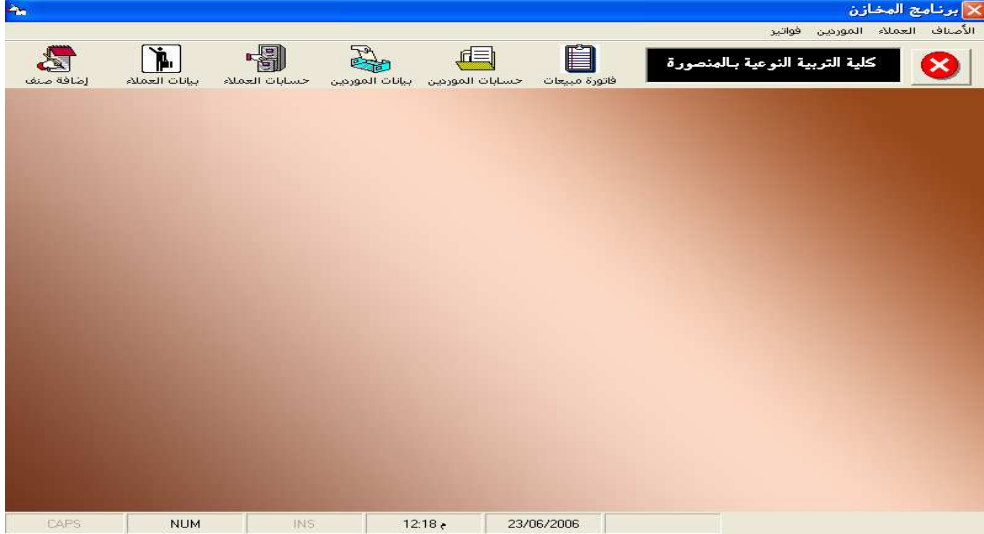 برنامج المخازن
الأصناف العملاء الموردين فواتير
كلية التربية النوعية بالمنصورة
فاتورة مبيعات
حسابات الموردين
بيانات الموردين
حسابات العملاء
بيانات العملاء
إضافة صنف
CAPS NUM INS 12:18 م 23/06/2006